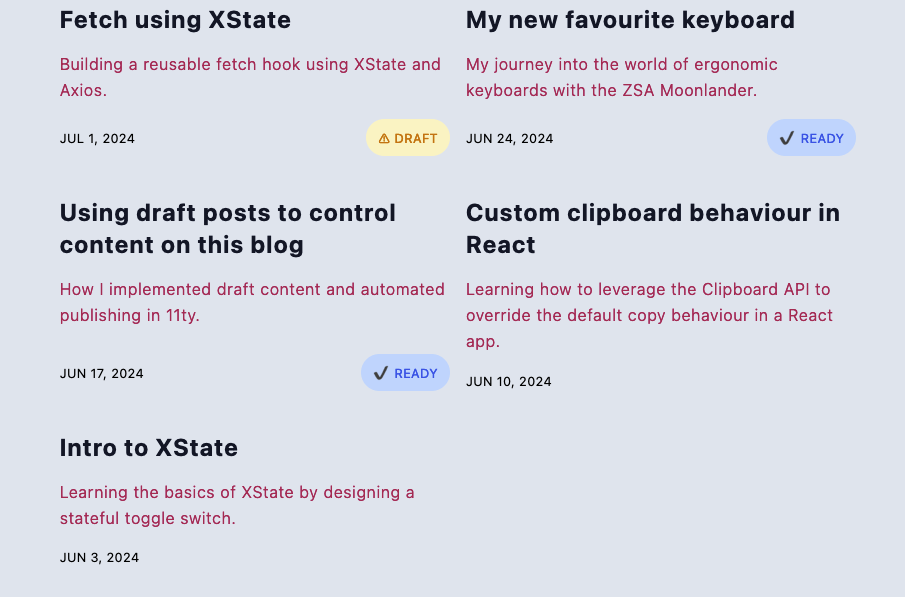 Fetch using XState
Building a reusable fetch hook using XState and
Axios.
JUL 1, 2024
⚠ DRAFT
My new favourite keyboard
My journey into the world of ergonomic
keyboards with the ZSA Moonlander.
JUN 24, 2024
✔ READY
Using draft posts to control
content on this blog
How I implemented draft content and automated
publishing in 11ty.
JUN 17, 2024
✔ READY
Custom clipboard behaviour in
React
Learning how to leverage the Clipboard API to
override the default copy behaviour in a React
app.
JUN 10, 2024
Intro to XState
Learning the basics of XState by designing a
stateful toggle switch.
JUN 3, 2024